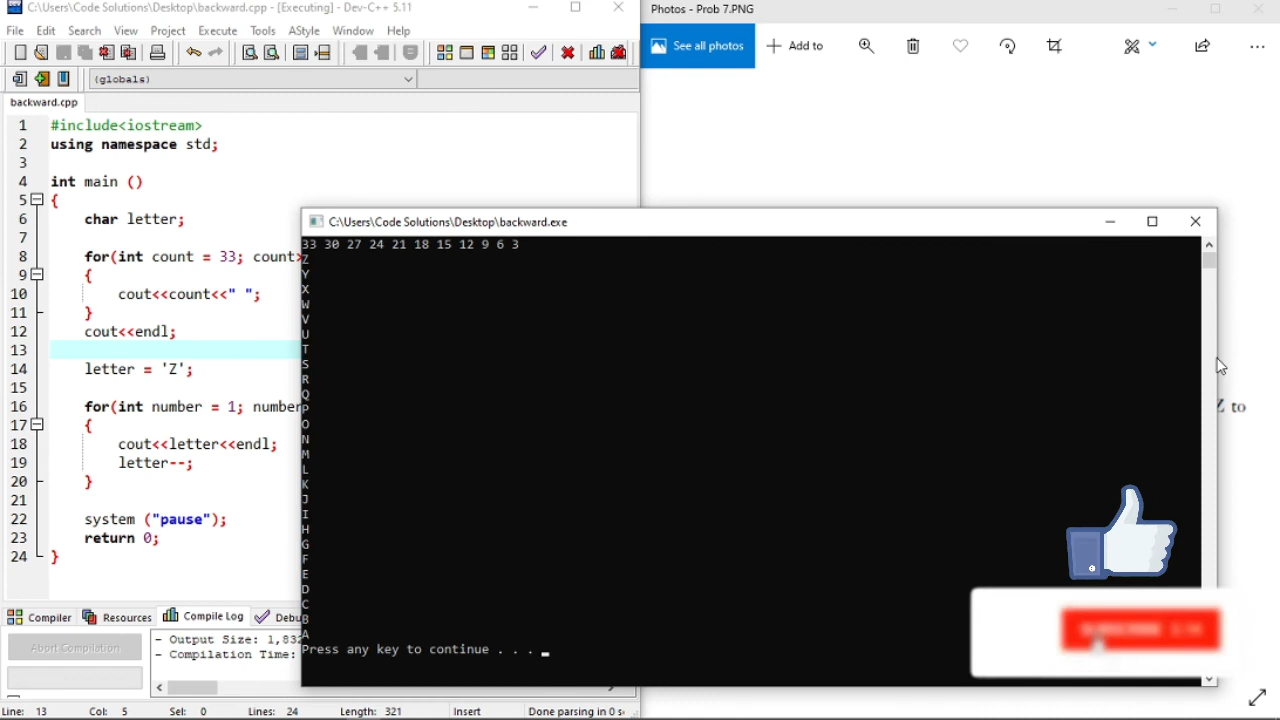 C:\Users\Code Solutions\Desktop\backward.cpp - [Executing] - Dev-C++ 5.11
File Edit Search View Project Execute Tools AStyle Window Help
(globals)
backward.cpp
1 #include<iostream>
2 using namespace std;
3
4 int main ()
5 {
6 char letter;
7
8 for(int count = 33; count>
9 {
10 cout<<count<<" ";
11 }
12 cout<<endl;
13
14 letter = 'Z';
15
16 for(int number = 1; number
17 {
18 cout<<letter<<endl;
19 letter--;
20 }
21
22 system ("pause");
23 return 0;
24 }
Compiler Resources Compile Log Debu
Abort Compilation
- Output Size: 1,832
- Compilation Time:
Line: 13 Col: 5 Sel: 0 Lines: 24 Length: 321 Insert Done parsing in 0 s
Photos - Prob 7.PNG
See all photos Add to
Z to
C:\Users\Code Solutions\Desktop\backward.exe
33 30 27 24 21 18 15 12 9 6 3
Z
Y
X
W
V
U
T
S
R
Q
P
O
N
M
L
K
J
I
H
G
F
E
D
C
B
A
Press any key to continue . . .